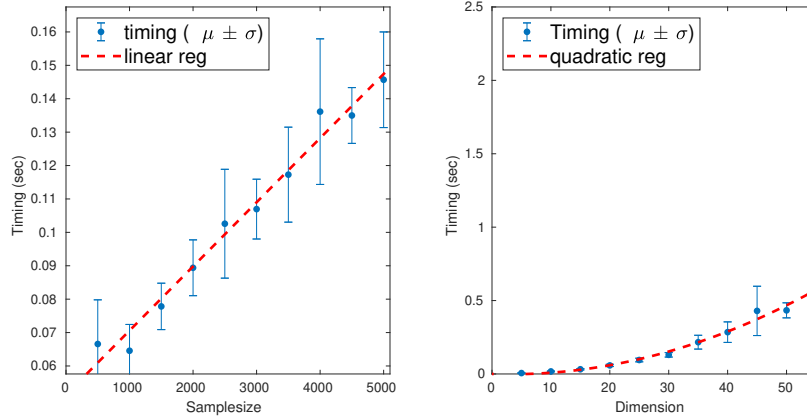 timing ( μ ± σ)
linear reg
0.16
0.15
0.14
0.13
0.12
0.11
0.1
0.09
0.08
0.07
0.06
Timing (sec)
0 1000 2000 3000 4000 5000
Samplesize
Timing ( μ ± σ)
quadratic reg
2.5
2
1.5
1
0.5
0
Timing (sec)
0 10 20 30 40 50
Dimension